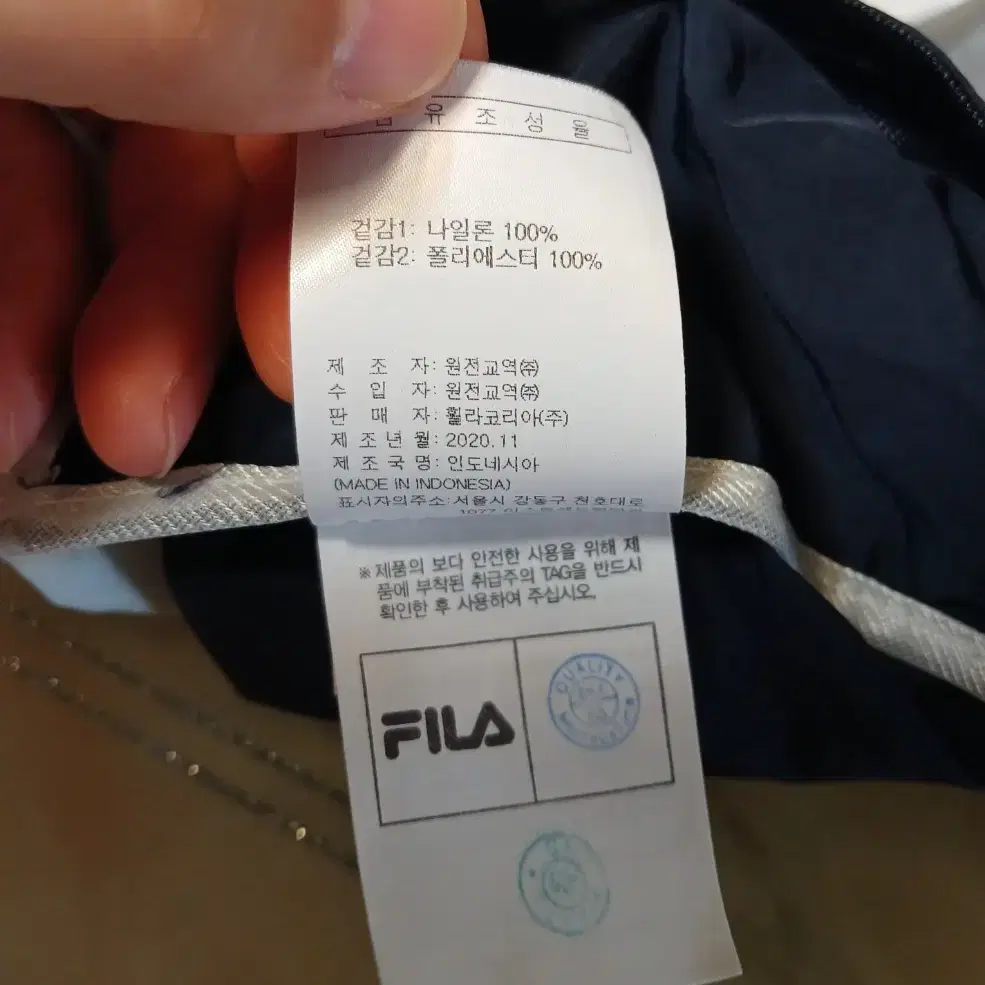 유 조 성 율
겉감1: 나일론 100%
겉감2: 폴리에스터 100%
제 조 자: 원전교역㈜
수 입 자: 원전교역㈜
판 매 자: 휠라코리아(주)
제 조 년 월: 2020.11
제 조 국 명: 인도네시아
(MADE IN INDONESIA)
표시자의주소: 서울시 강동구 천호대로
1077
※ 제품의 보다 안전한 사용을 위해 제
품에 부착된 취급주의 TAG을 반드시
확인한 후 사용하여 주십시오.
FILA
QUALITY